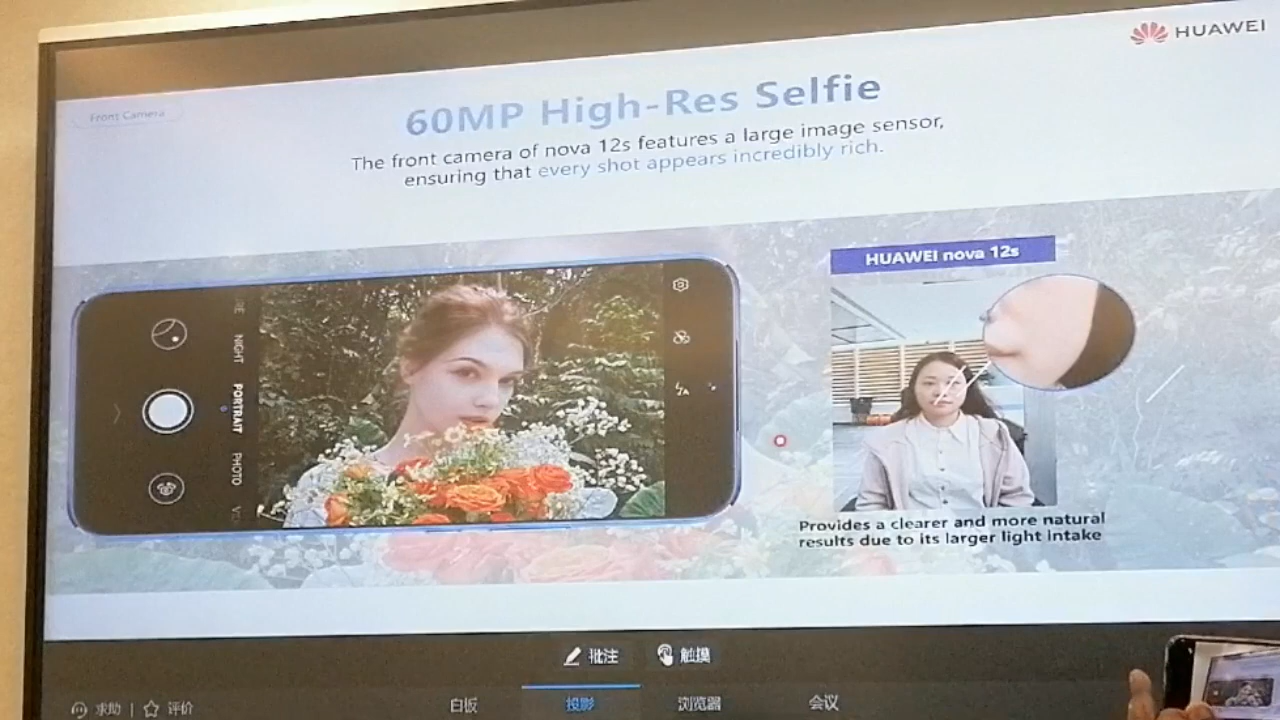 HUAWEI
Front Camera
60MP High-Res Selfie
The front camera of nova 12s features a large image sensor,
ensuring that every shot appears incredibly rich.
HUAWEI nova 12s
NIGHT
PORTRAIT
PHOTO
Provides a clearer and more natural
results due to its larger light intake
批注 触摸
求助 | 评价 白板 投影 浏览器 会议